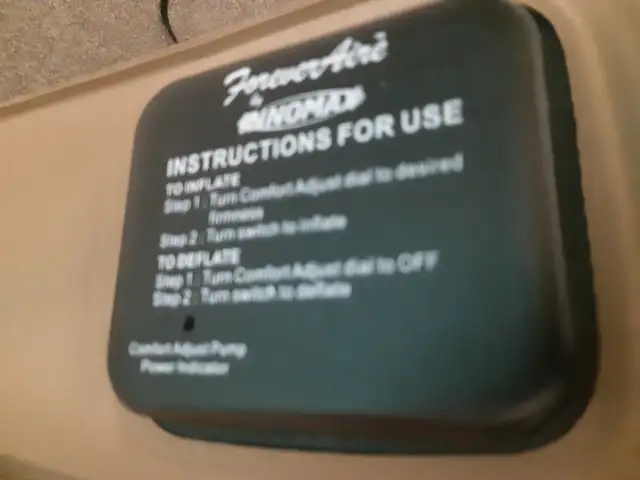 ForeverAirè
by
INNOMAX
INSTRUCTIONS FOR USE
TO INFLATE
Step 1 : Turn Comfort Adjust dial to desired
firmness
Step 2 : Turn switch to inflate
TO DEFLATE
Step 1 : Turn Comfort Adjust dial to OFF
Step 2 : Turn switch to deflate
Comfort Adjust Pump
Power Indicator